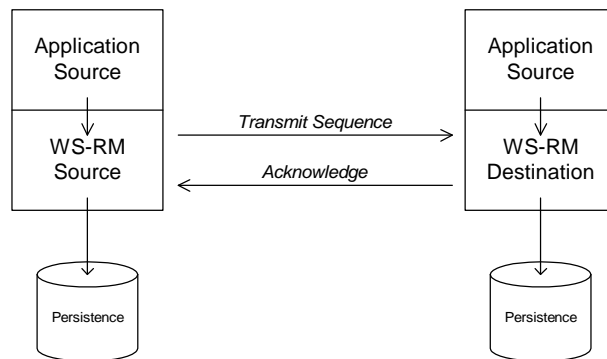 Application
Source
WS-RM
Source
Persistence
Transmit Sequence
Acknowledge
Application
Source
WS-RM
Destination
Persistence